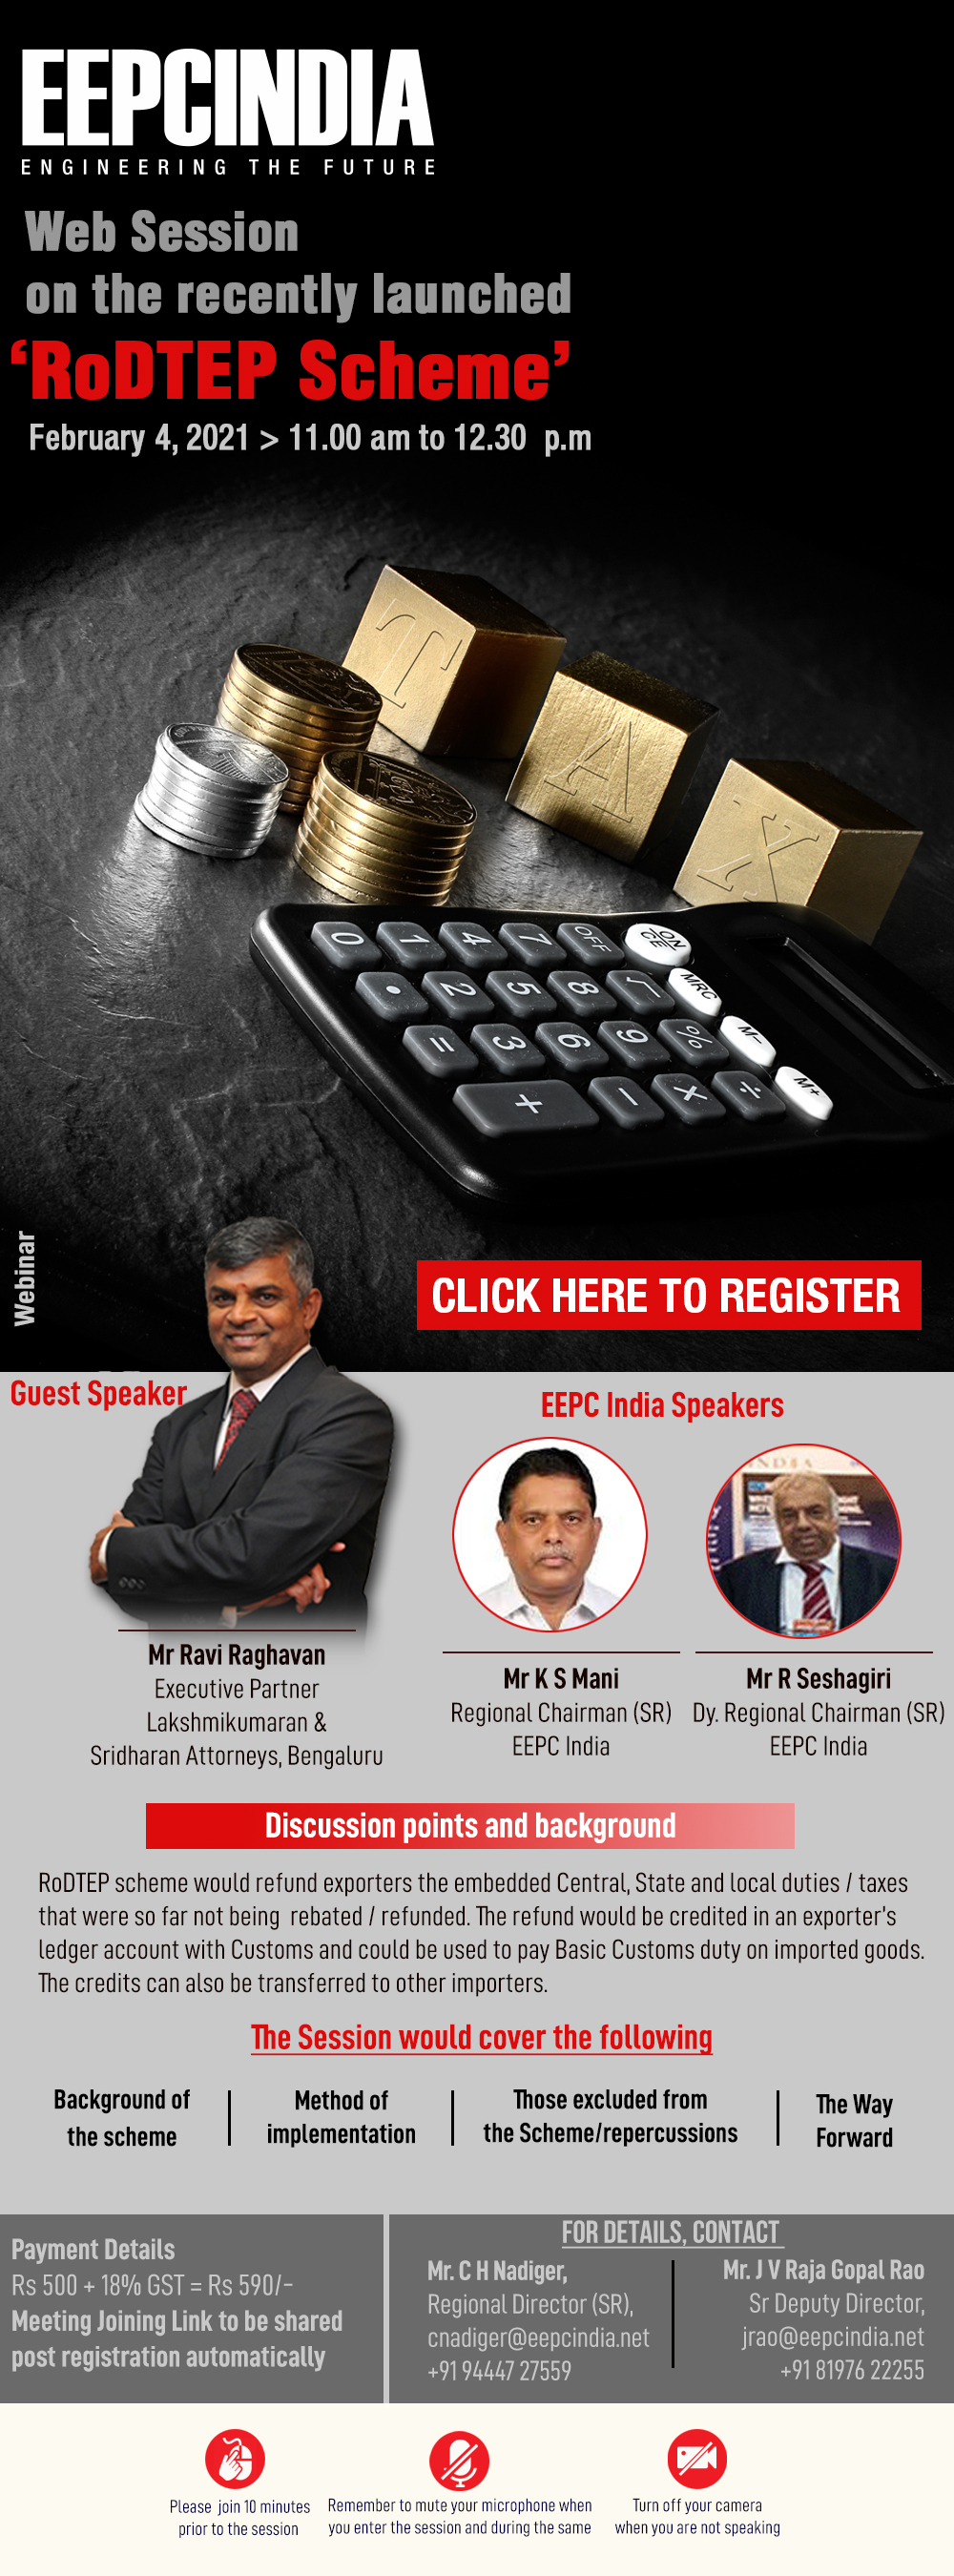 EEPCINDIA
ENGINEERING THE FUTURE
Web Session
on the recently launched
‘RoDTEP Scheme’
February 4, 2021 > 11.00 am to 12.30 p.m
T
A
X
0 1 4 7 OFF ON/CE
. 2 5 8 √ MRC
= 3 6 9 % M-
+ - × ÷ M+
Webinar
CLICK HERE TO REGISTER
Guest Speaker
Mr Ravi Raghavan
Executive Partner
Lakshmikumaran &
Sridharan Attorneys, Bengaluru
EEPC India Speakers
Mr K S Mani
Regional Chairman (SR)
EEPC India
Mr R Seshagiri
Dy. Regional Chairman (SR)
EEPC India
Discussion points and background
RoDTEP scheme would refund exporters the embedded Central, State and local duties / taxes
that were so far not being rebated / refunded. The refund would be credited in an exporter's
ledger account with Customs and could be used to pay Basic Customs duty on imported goods.
The credits can also be transferred to other importers.
The Session would cover the following
Background of
the scheme
Method of
implementation
Those excluded from
the Scheme/repercussions
The Way
Forward
Payment Details
Rs 500 + 18% GST = Rs 590/-
Meeting Joining Link to be shared
post registration automatically
FOR DETAILS, CONTACT
Mr. C H Nadiger,
Regional Director (SR),
cnadiger@eepcindia.net
+91 94447 27559
Mr. J V Raja Gopal Rao
Sr Deputy Director,
jrao@eepcindia.net
+91 81976 22255
Please join 10 minutes
prior to the session
Remember to mute your microphone when
you enter the session and during the same
Turn off your camera
when you are not speaking